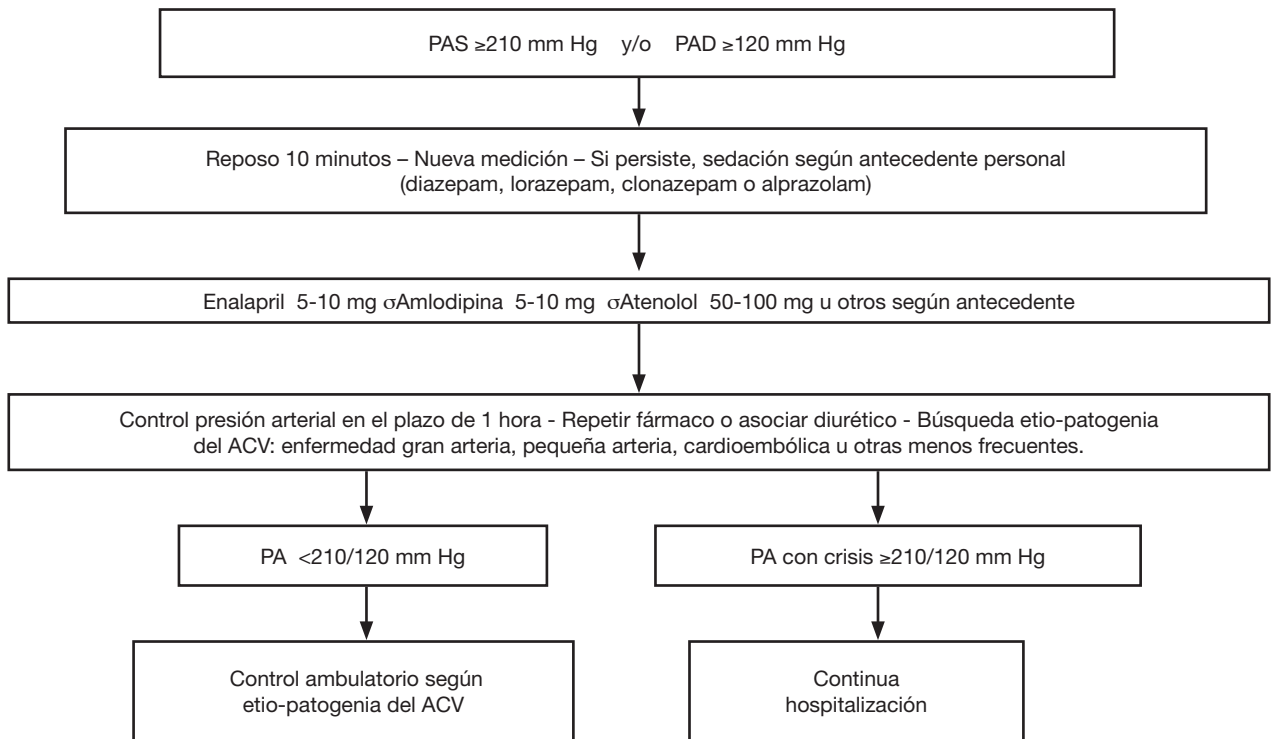 PAS ≥210 mm Hg y/o PAD ≥120 mm Hg
Reposo 10 minutos – Nueva medición – Si persiste, sedación según antecedente personal
(diazepam, lorazepam, clonazepam o alprazolam)
Enalapril 5-10 mg σAmlodipina 5-10 mg σAtenolol 50-100 mg u otros según antecedente
Control presión arterial en el plazo de 1 hora - Repetir fármaco o asociar diurético - Búsqueda etio-patogenia
del ACV: enfermedad gran arteria, pequeña arteria, cardioembólica u otras menos frecuentes.
PA <210/120 mm Hg
PA con crisis ≥210/120 mm Hg
Control ambulatorio según
etio-patogenia del ACV
Continua
hospitalización